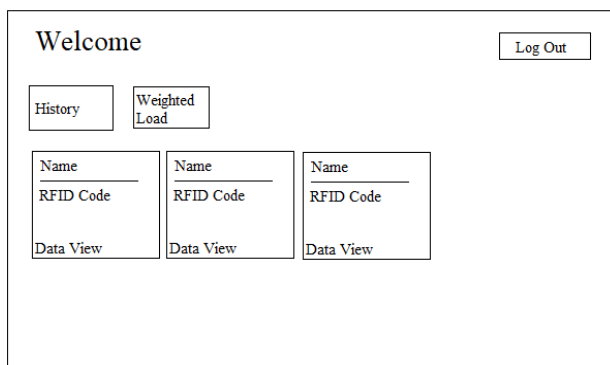 Welcome
Log Out
History
Weighted
Load
Name
RFID Code
Data View
Name
RFID Code
Data View
Name
RFID Code
Data View